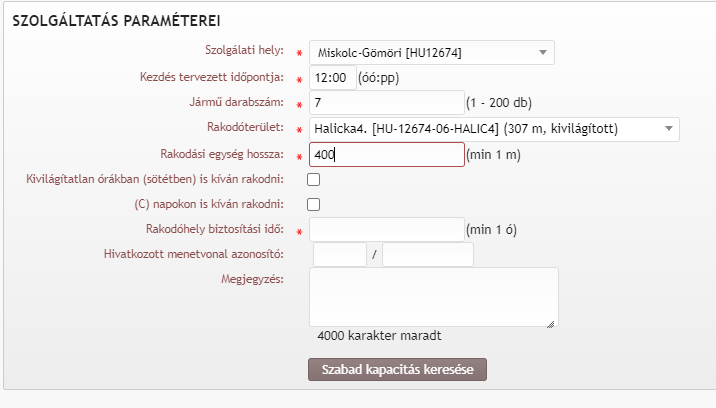 SZOLGÁLTATÁS PARAMÉTEREI
Szolgálati hely: * Miskolc-Gömöri [HU12674]
Kezdés tervezett időpontja: * 12:00 (óó:pp)
Jármű darabszám: * 7 (1 - 200 db)
Rakodóterület: * Halicka4. [HU-12674-06-HALIC4] (307 m, kivilágított)
Rakodási egység hossza: * 400 (min 1 m)
Kivilágítatlan órákban (sötétben) is kíván rakodni:
(C) napokon is kíván rakodni:
Rakodóhely biztosítási idő: * (min 1 ó)
Hivatkozott menetvonal azonosító: /
Megjegyzés:
4000 karakter maradt
Szabad kapacitás keresése